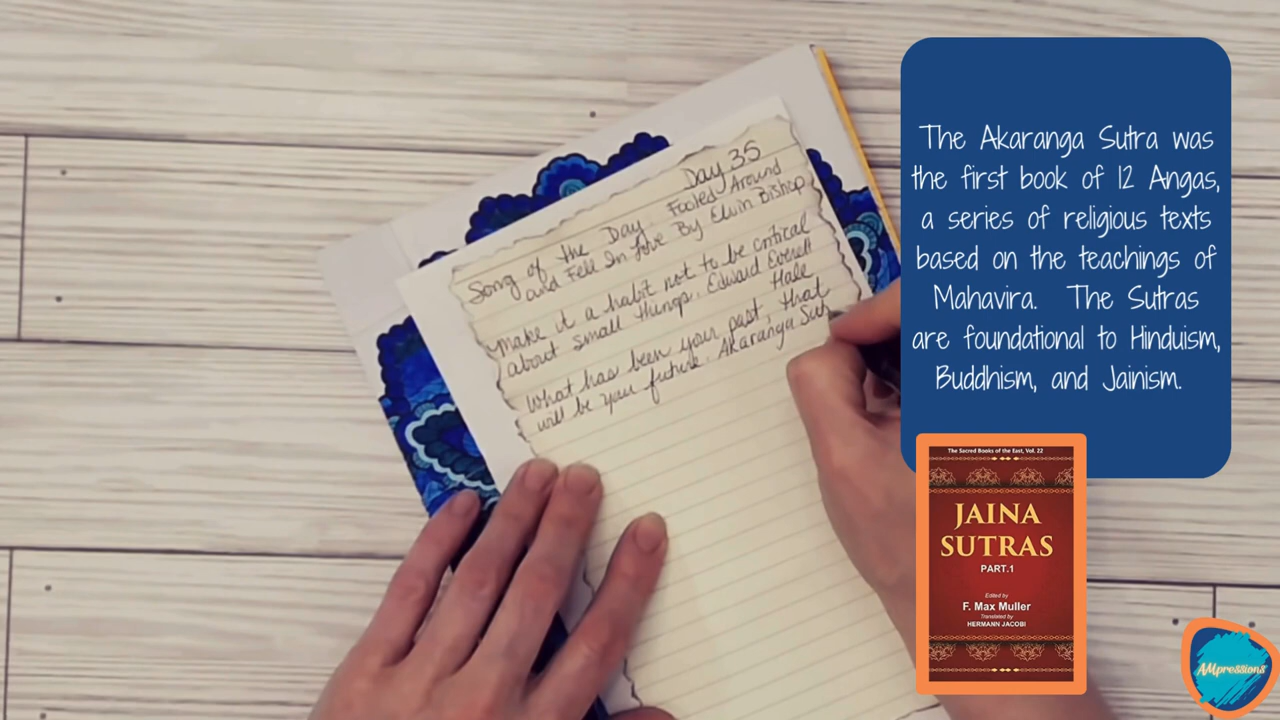 Day 35
Song of the Day Fooled Around
and Fell In Love By Elvin Bishop
make it a habit not to be critical
about small things. Edward Everett
Hale
What has been your past, that
will be your future. Akaranga Sut
The Akaranga Sutra was
the first book of 12 Angas,
a series of religious texts
based on the teachings of
Mahavira. The Sutras
are foundational to Hinduism,
Buddhism, and Jainism.
The Sacred Books of the East, Vol. 22
JAINA
SUTRAS
PART.1
Edited by
F. Max Muller
Translated by
HERMANN JACOBI
AMpressions